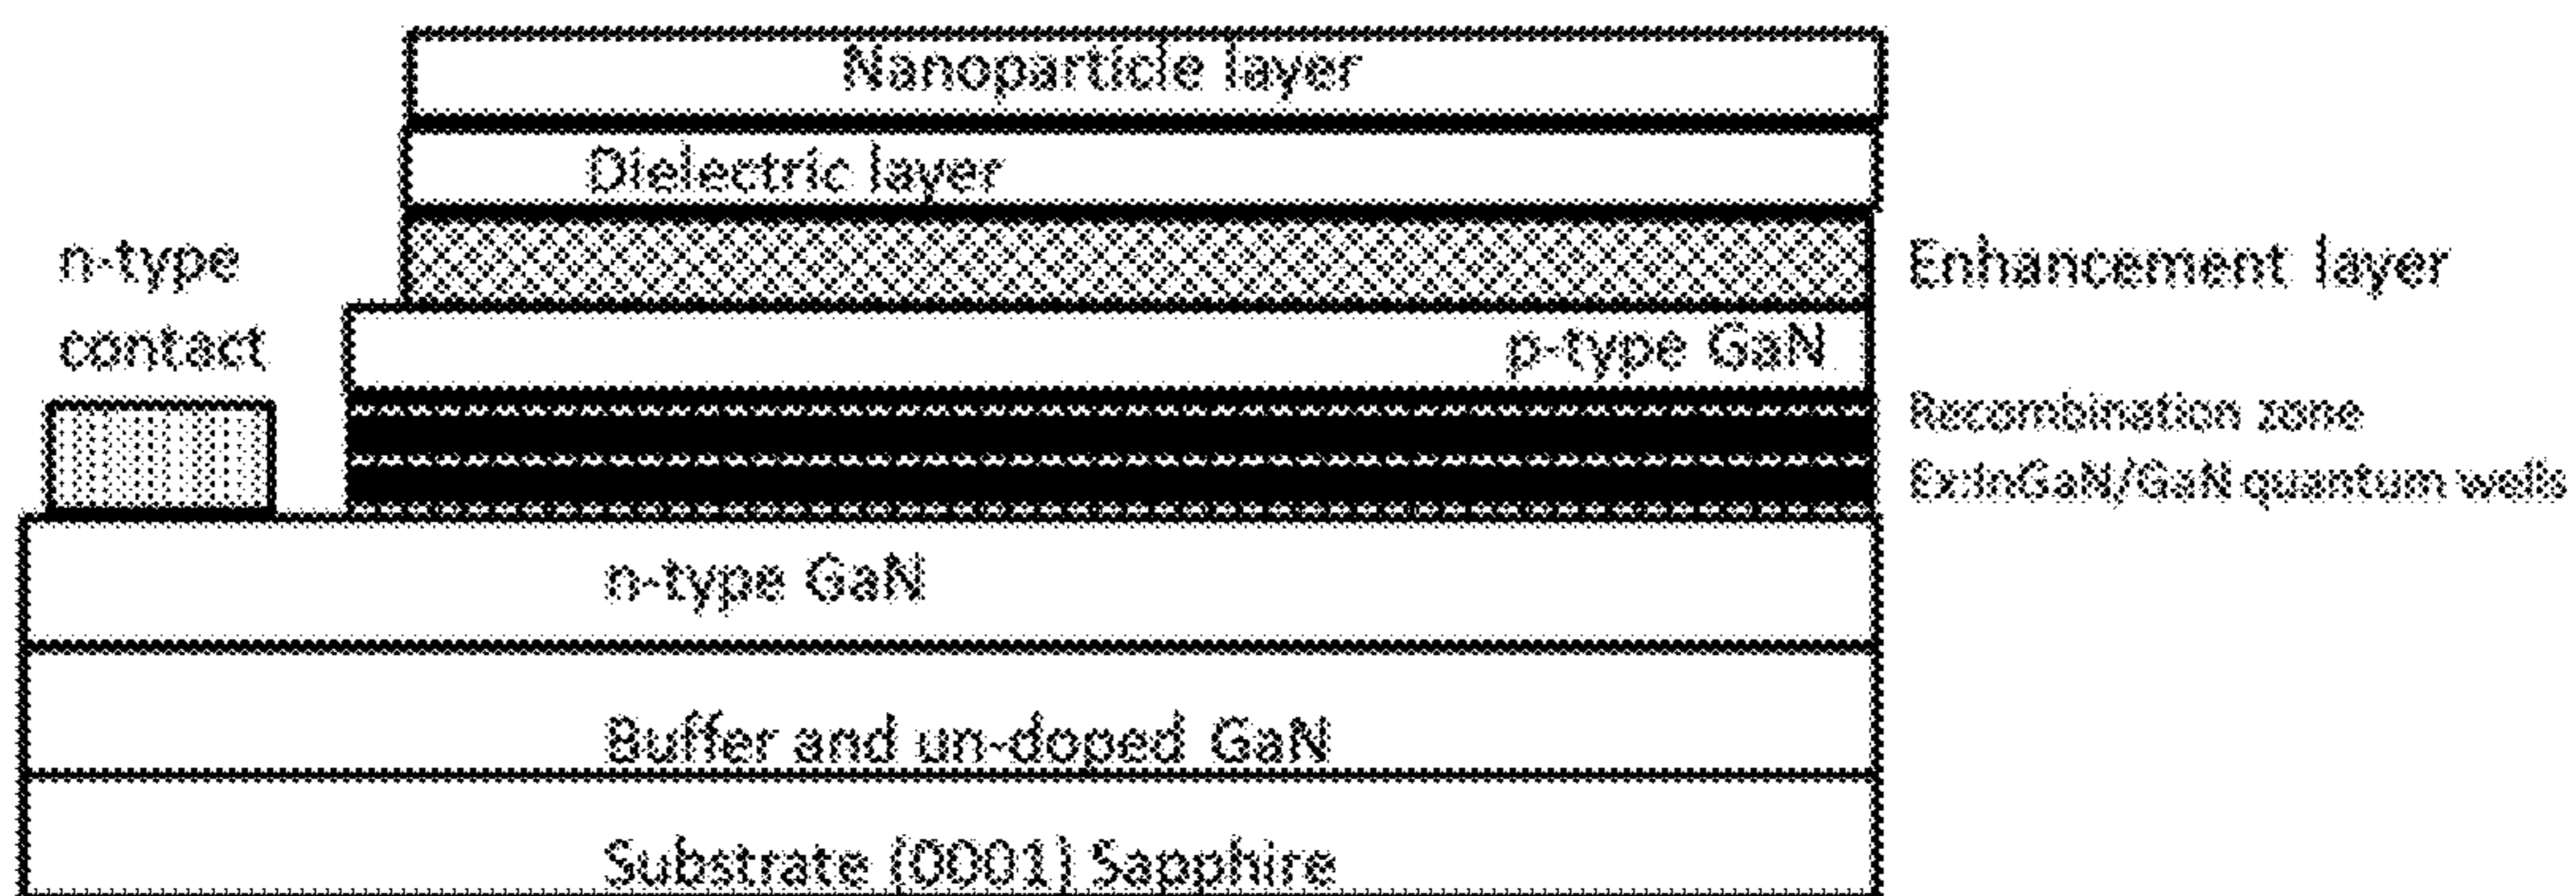 Nanoparticle layer
Dielectric layer
n-type
contact
Enhancement layer
p-type GaN
Recombination zone
Ex:InGaN/GaN quantum wells
n-type GaN
Buffer and un-doped GaN
Substrate (0001) Sapphire